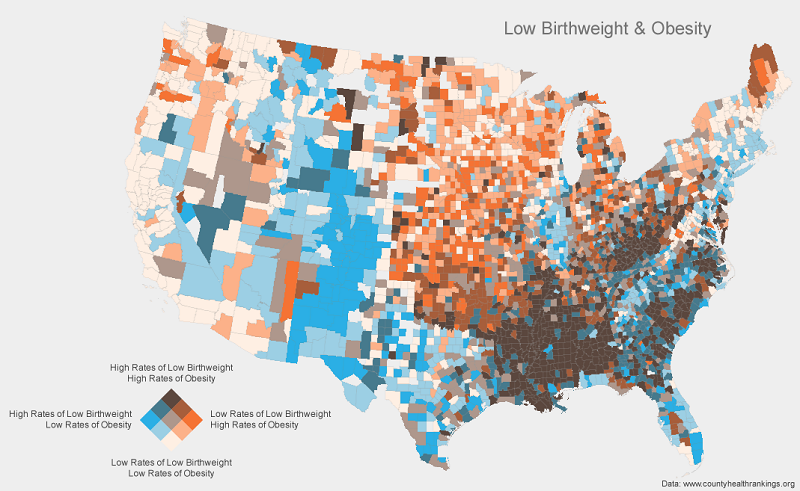 Low Birthweight & Obesity
High Rates of Low Birthweight
High Rates of Obesity
High Rates of Low Birthweight
Low Rates of Obesity
Low Rates of Low Birthweight
High Rates of Obesity
Low Rates of Low Birthweight
Low Rates of Obesity
Data: www.countyhealthrankings.org